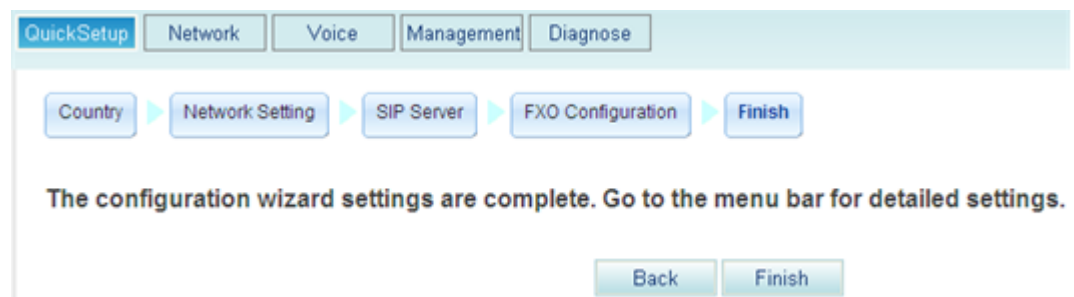 QuickSetup Network Voice Management Diagnose
Country Network Setting SIP Server FXO Configuration Finish
The configuration wizard settings are complete. Go to the menu bar for detailed settings.
Back Finish